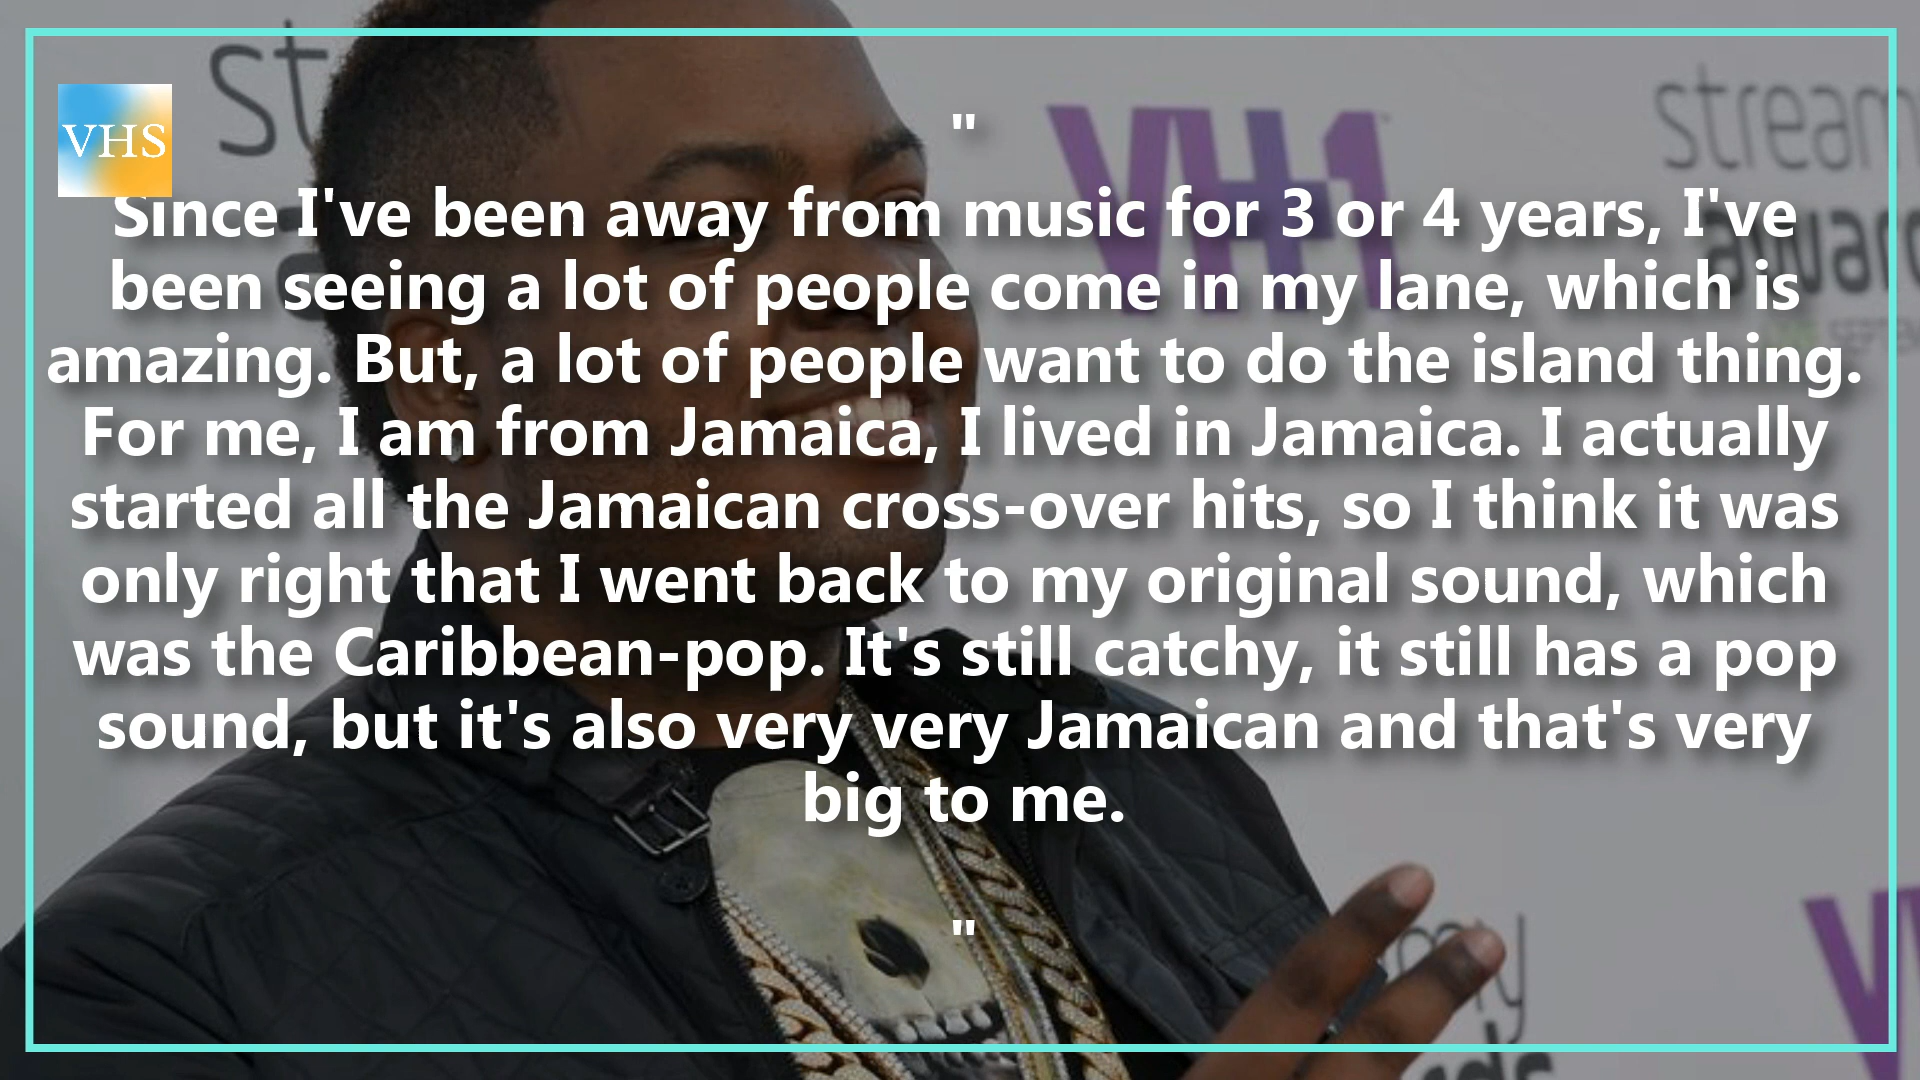 VHS
"
Since I've been away from music for 3 or 4 years, I've
been seeing a lot of people come in my lane, which is
amazing. But, a lot of people want to do the island thing.
For me, I am from Jamaica, I lived in Jamaica. I actually
started all the Jamaican cross-over hits, so I think it was
only right that I went back to my original sound, which
was the Caribbean-pop. It's still catchy, it still has a pop
sound, but it's also very very Jamaican and that's very
big to me.
"
VH1
stream
awar